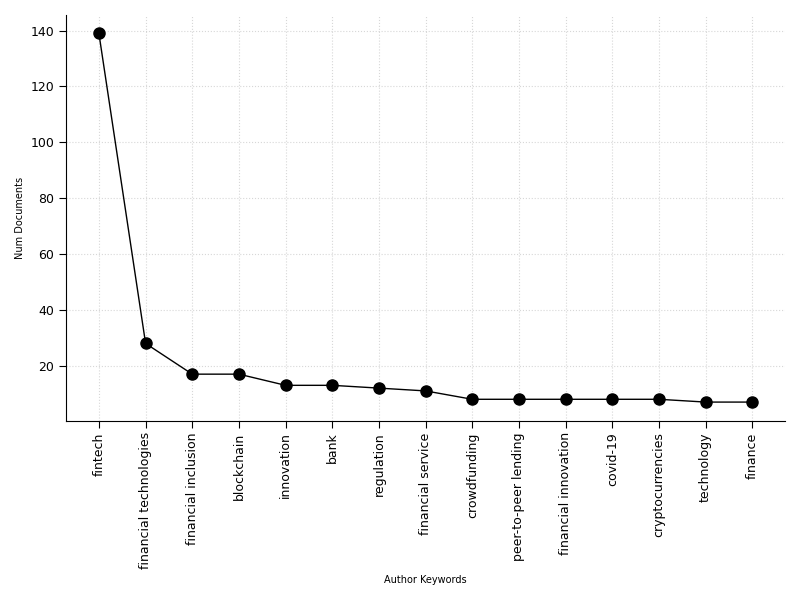 140
120
100
80
60
40
20
Num Documents
fintech
financial technologies
financial inclusion
blockchain
innovation
bank
regulation
financial service
crowdfunding
peer-to-peer lending
financial innovation
covid-19
cryptocurrencies
technology
finance
Author Keywords